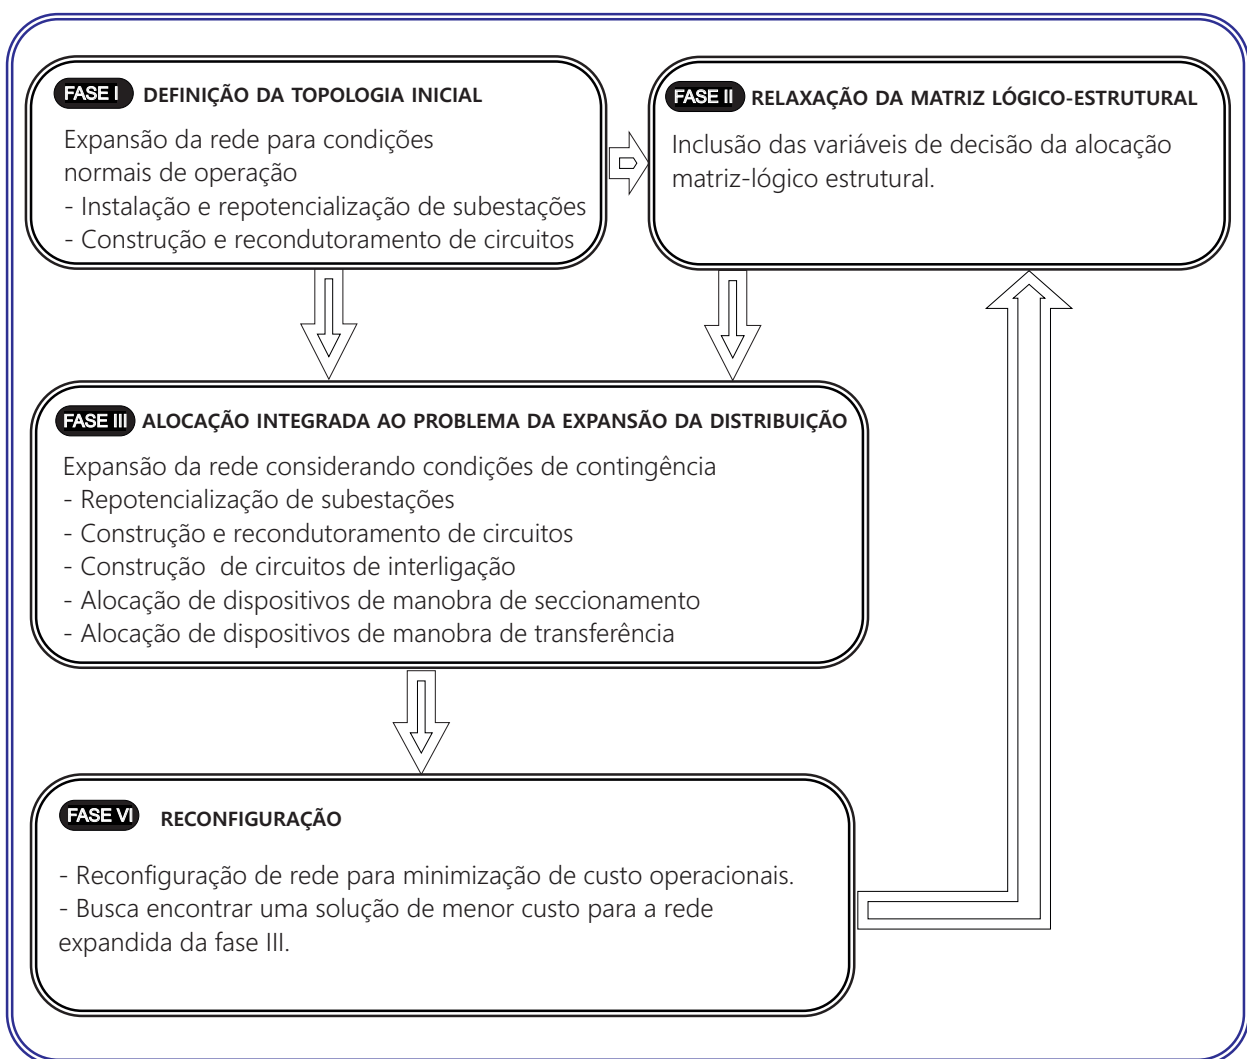 FASE I DEFINIÇÃO DA TOPOLOGIA INICIAL
Expansão da rede para condições
normais de operação
- Instalação e repotencialização de subestações
- Construção e recondutoramento de circuitos
FASE II RELAXAÇÃO DA MATRIZ LÓGICO-ESTRUTURAL
Inclusão das variáveis de decisão da alocação
matriz-lógico estrutural.
FASE III ALOCAÇÃO INTEGRADA AO PROBLEMA DA EXPANSÃO DA DISTRIBUIÇÃO
Expansão da rede considerando condições de contingência
- Repotencialização de subestações
- Construção e recondutoramento de circuitos
- Construção de circuitos de interligação
- Alocação de dispositivos de manobra de seccionamento
- Alocação de dispositivos de manobra de transferência
FASE VI RECONFIGURAÇÃO
- Reconfiguração de rede para minimização de custo operacionais.
- Busca encontrar uma solução de menor custo para a rede
expandida da fase III.